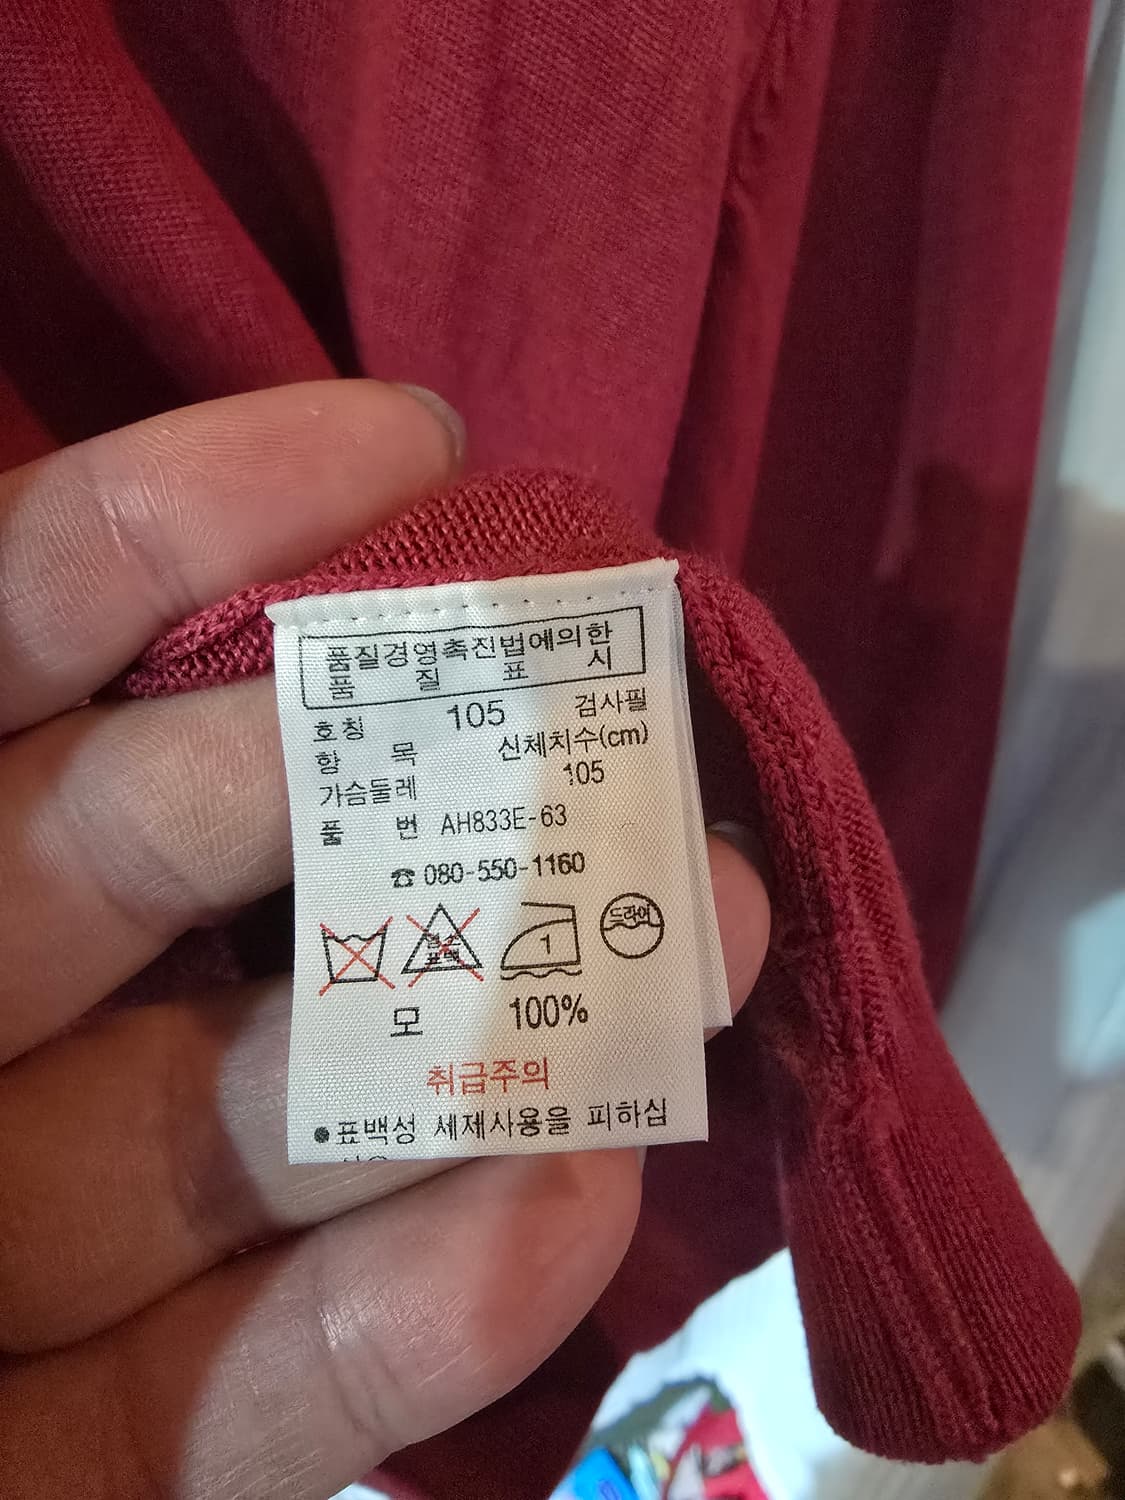 품질경영촉진법에의한
품 질 표 시
호칭 105 검사필
항 목 신체치수(cm)
가슴둘레 105
품 번 AH833E-63
☎ 080-550-1160
드라이
1
모 100%
취급주의
●표백성 세제사용을 피하십